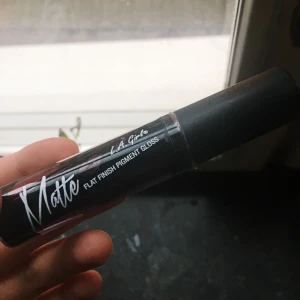 L.A. Girl
Matte
FLAT FINISH PIGMENT GLOSS